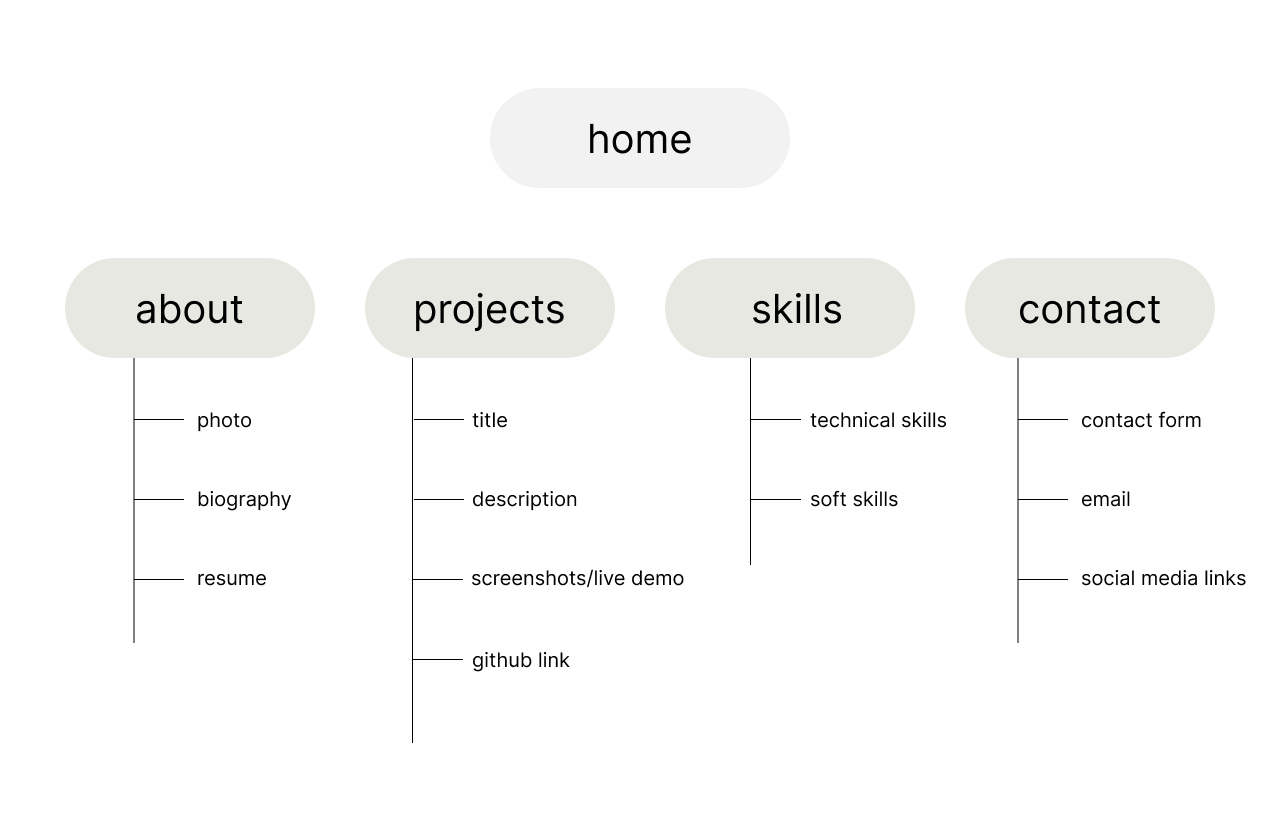 home
about
projects
skills
contact
photo
biography
resume
title
description
screenshots/live demo
github link
technical skills
soft skills
contact form
email
social media links